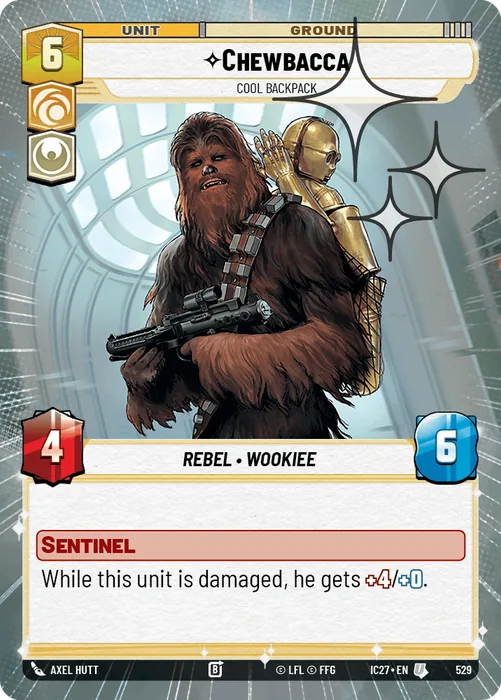 6
UNIT
GROUND
CHEWBACCA
COOL BACKPACK
4
REBEL • WOOKIEE
6
SENTINEL
While this unit is damaged, he gets +4/+0.
AXEL HUTT
B
© LFL © FFG
IC27 • EN
529